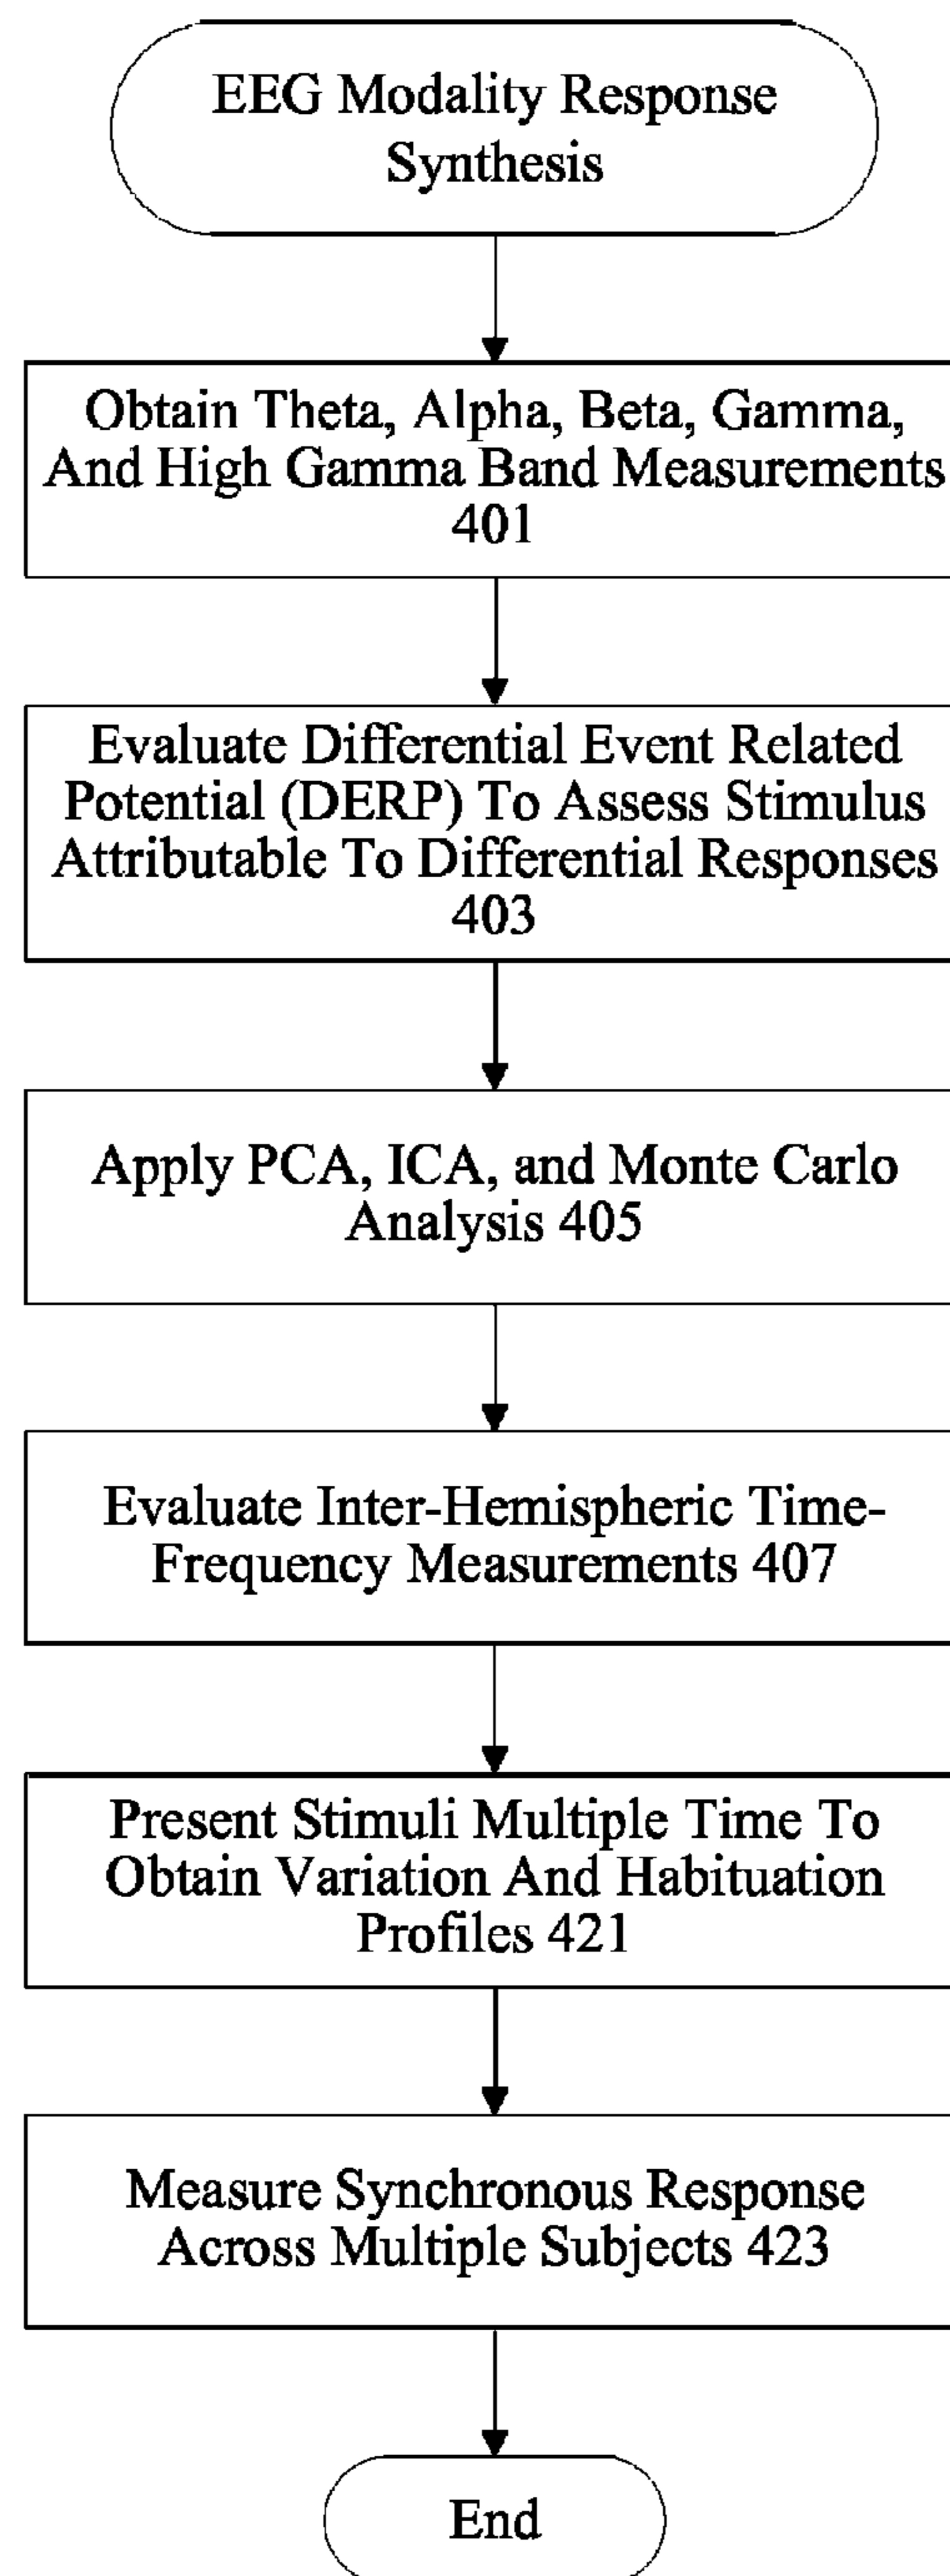 EEG Modality Response
Synthesis
Obtain Theta, Alpha, Beta, Gamma,
And High Gamma Band Measurements
401
Evaluate Differential Event Related
Potential (DERP) To Assess Stimulus
Attributable To Differential Responses
403
Apply PCA, ICA, and Monte Carlo
Analysis 405
Evaluate Inter-Hemispheric Time-
Frequency Measurements 407
Present Stimuli Multiple Time To
Obtain Variation And Habituation
Profiles 421
Measure Synchronous Response
Across Multiple Subjects 423
End